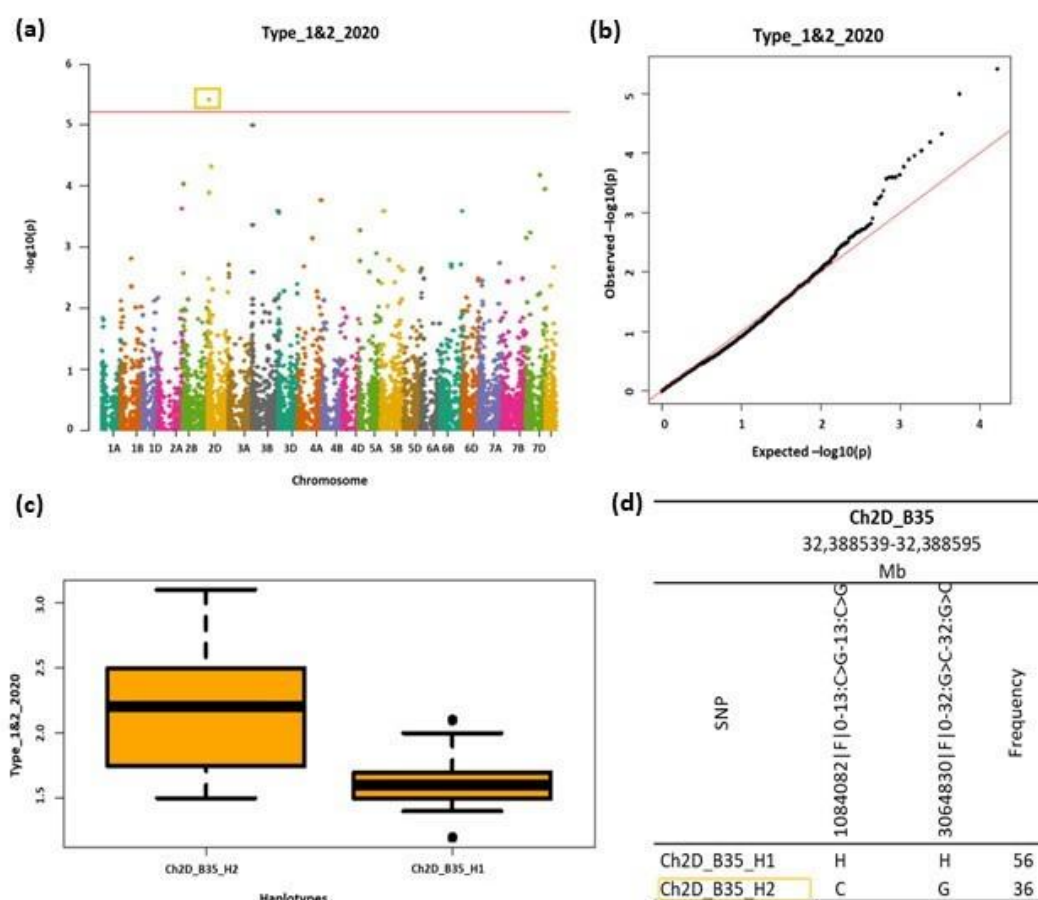 (a)
Type_1&2_2020
6
5
4
3
2
1
0
-log10(p)
1A 1B 1D 2A 2B 2D 3A 3B 3D 4A 4B 4D 5A 5B 5D 6A 6B 6D 7A 7B 7D
Chromosome
(b)
Type_1&2_2020
5
4
3
2
1
0
Observed –log10(p)
0 1 2 3 4
Expected –log10(p)
(c)
3.0
2.5
2.0
1.5
Type_1&2_2020
Ch2D_B35_H2 Ch2D_B35_H1
Haplotypes
(d)
Ch2D_B35
32,388539-32,388595
Mb
SNP
1084082|F|0-13:C>G-13:C>G
3064830|F|0-32:G>C-32:G>C
Frequency
Ch2D_B35_H1 H H 56
Ch2D_B35_H2 C G 36